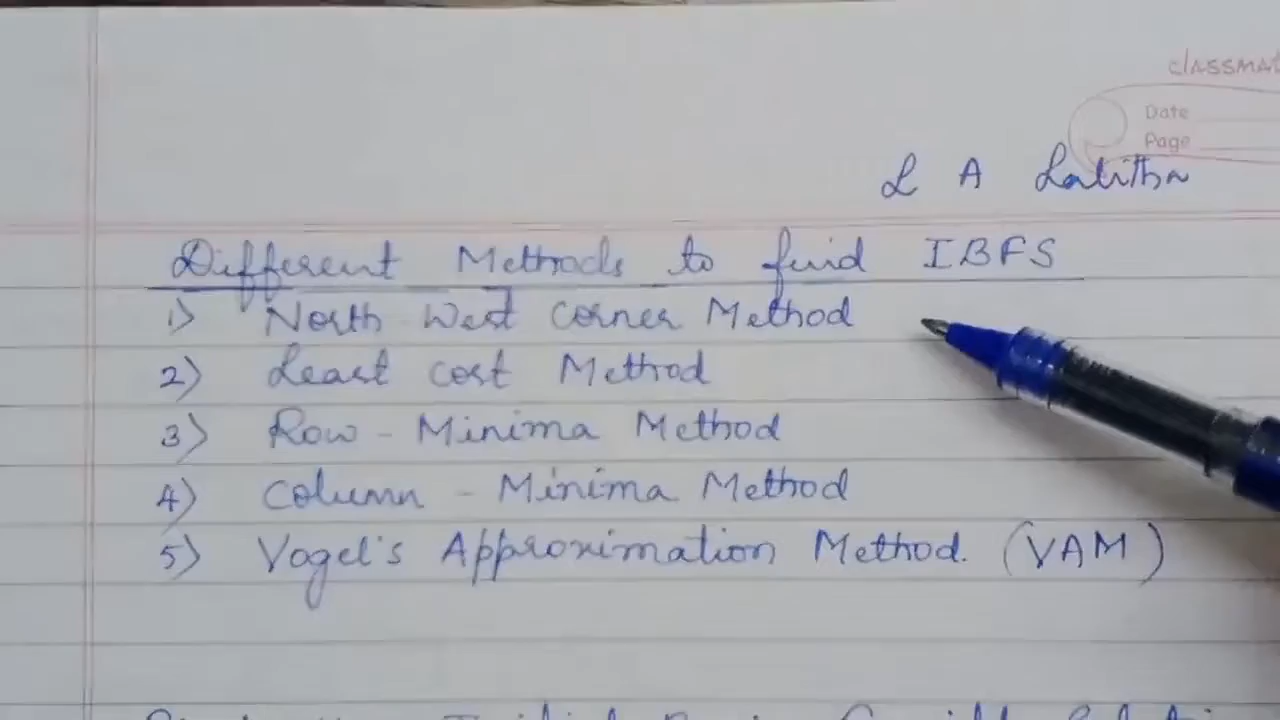 classmat
Date
Page
L A Lalitha
Different Methods to find IBFS
1) North West Corner Method
2) Least cost Method
3) Row - Minima Method
4) Column - Minima Method
5) Vogel's Approximation Method. (VAM)